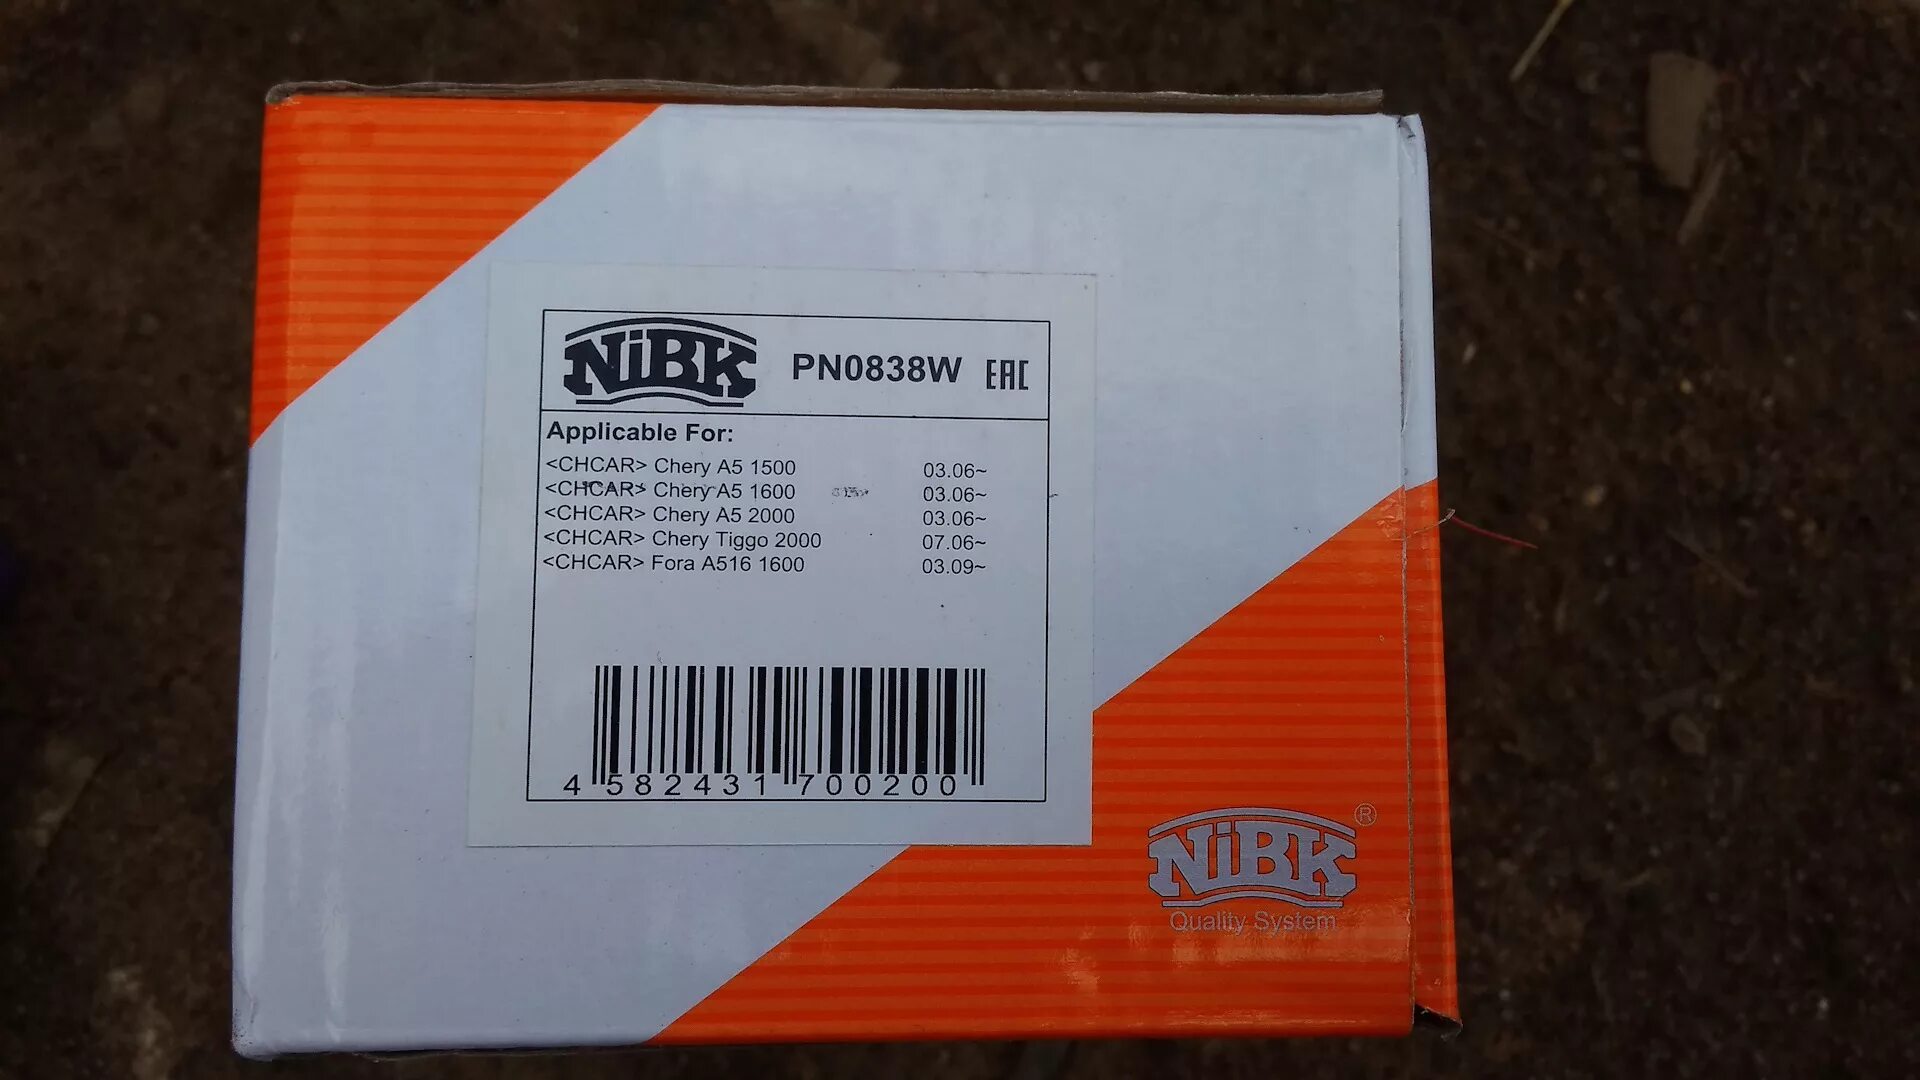 NiBK PN0838W EAC
Applicable For:
<CHCAR> Chery A5 1500 03.06~
<CHCAR> Chery A5 1600 03.06~
<CHCAR> Chery A5 2000 03.06~
<CHCAR> Chery Tiggo 2000 07.06~
<CHCAR> Fora A516 1600 03.09~
4 582431 700200
NiBK ®
Quality System